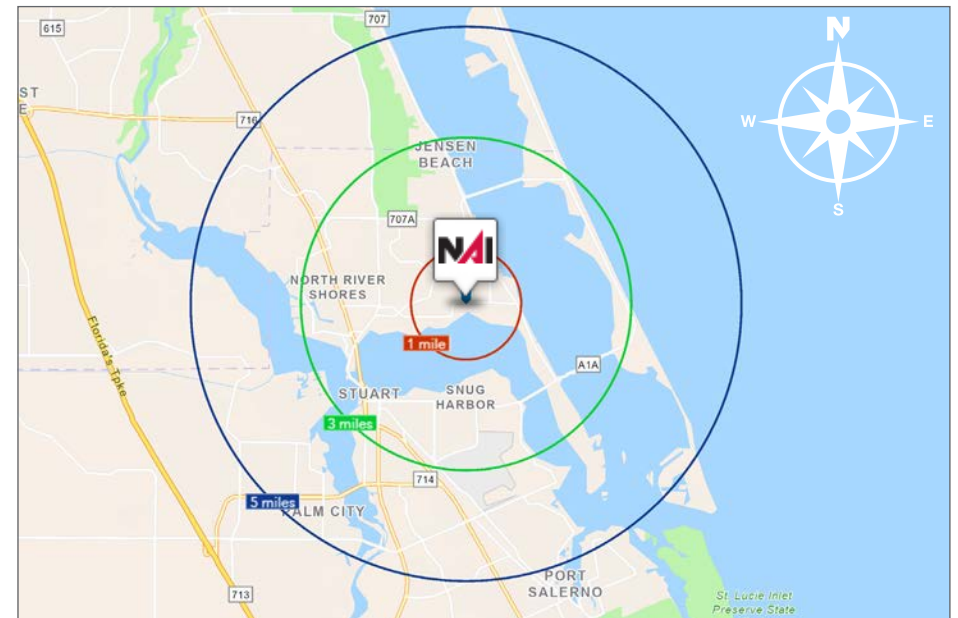 707
615
N
ST
E
716
W
E
JENSEN
BEACH
S
707A
NAI
NORTH RIVER
SHORES
Florida's Tpke
1 mile
A1A
STUART
SNUG
HARBOR
3 miles
714
5 miles
PALM CITY
PORT
SALERNO
713
St. Lucie Inlet
Preserve State